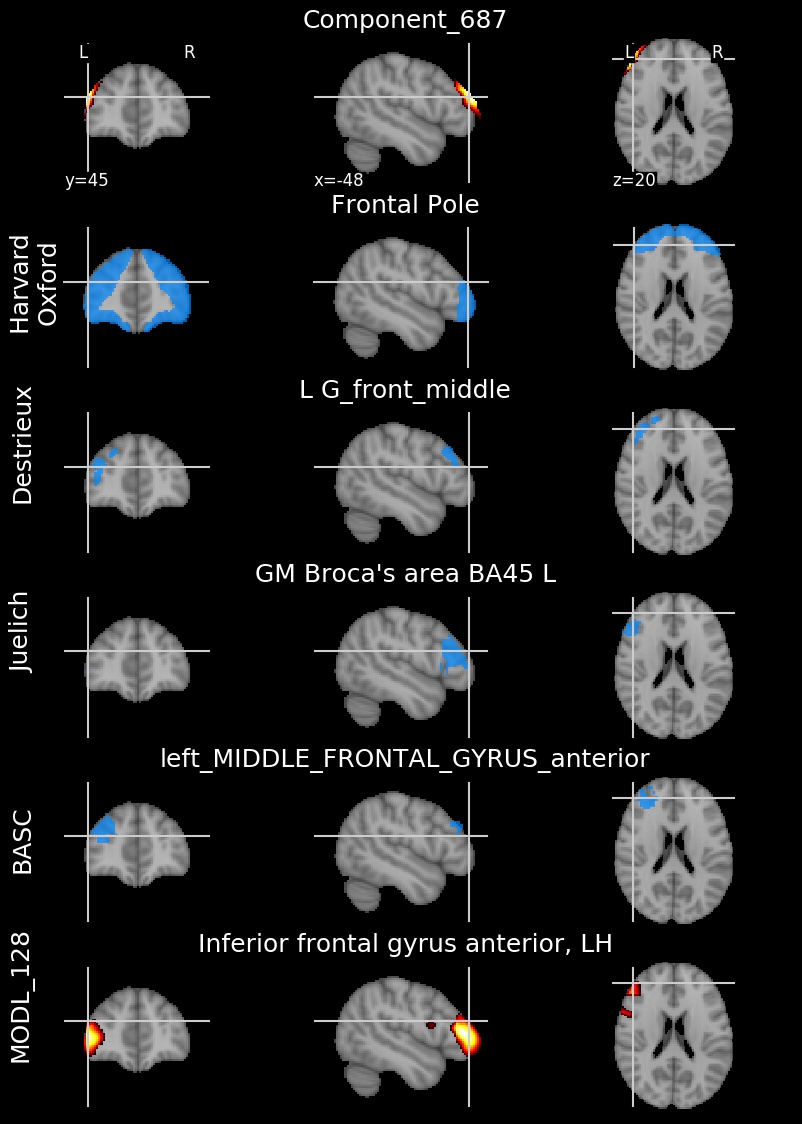 Component_687
L R L R
y=45 x=-48 z=20
Frontal Pole
Harvard
Oxford
L G_front_middle
Destrieux
GM Broca's area BA45 L
Juelich
left_MIDDLE_FRONTAL_GYRUS_anterior
BASC
Inferior frontal gyrus anterior, LH
MODL_128